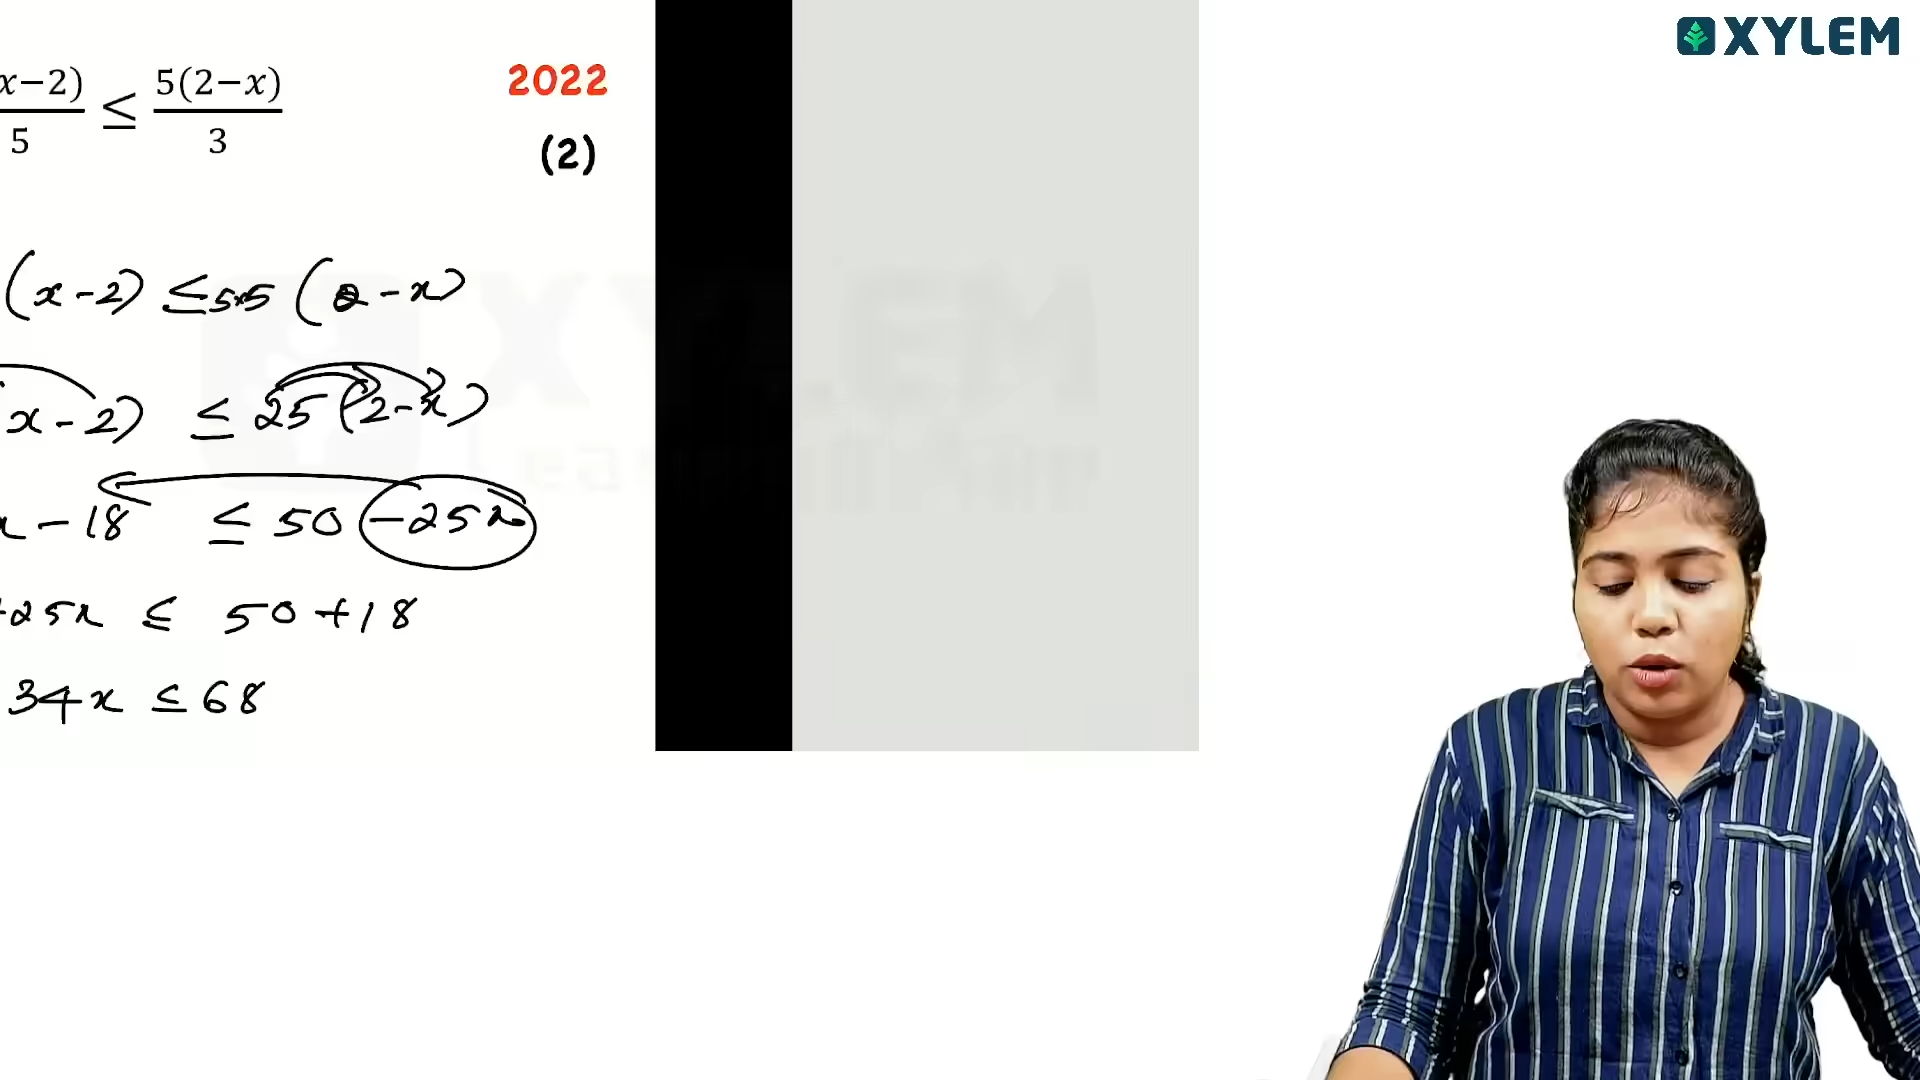 XYLEM
x−2)/5 ≤ 5(2−x)/3
2022
(2)
(x-2) ≤ 5×5 (2-x)
x-2) ≤ 25(2-x)
x-18 ≤ 50-25x
+25x ≤ 50+18
34x ≤ 68
XYLEM